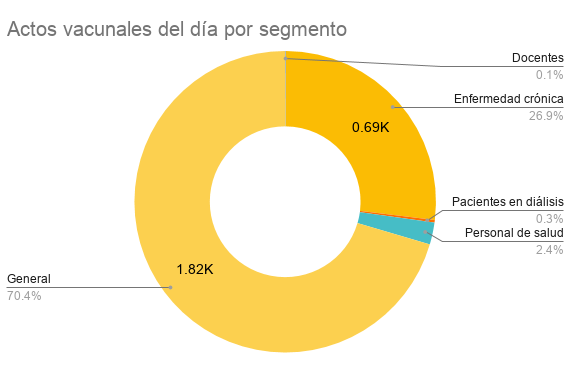 Actos vacunales del día por segmento
Docentes
0.1%
Enfermedad crónica
26.9%
0.69K
Pacientes en diálisis
0.3%
Personal de salud
2.4%
1.82K
General
70.4%